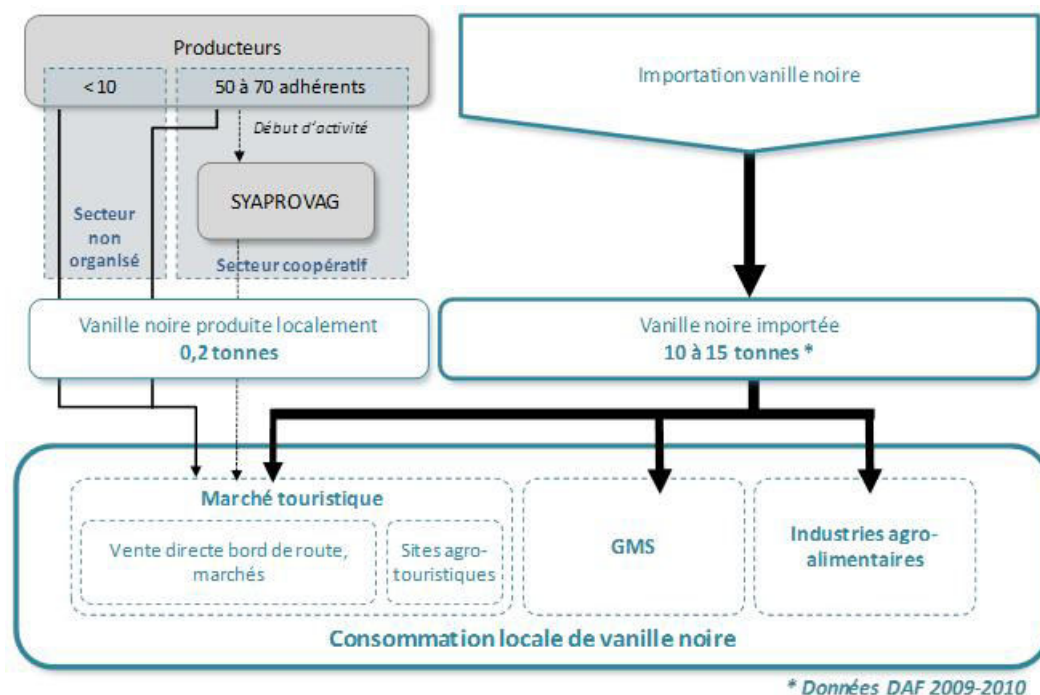 Producteurs
<10
50 à 70 adhérents
Début d'activité
SYAPROVAG
Secteur
non
organisé
Secteur coopératif
Importation vanille noire
Vanille noire produite localement
0,2 tonnes
Vanille noire importée
10 à 15 tonnes *
Marché touristique
Vente directe bord de route,
marchés
Sites agro-
touristiques
GMS
Industries agro-
alimentaires
Consommation locale de vanille noire
* Données DAF 2009-2010